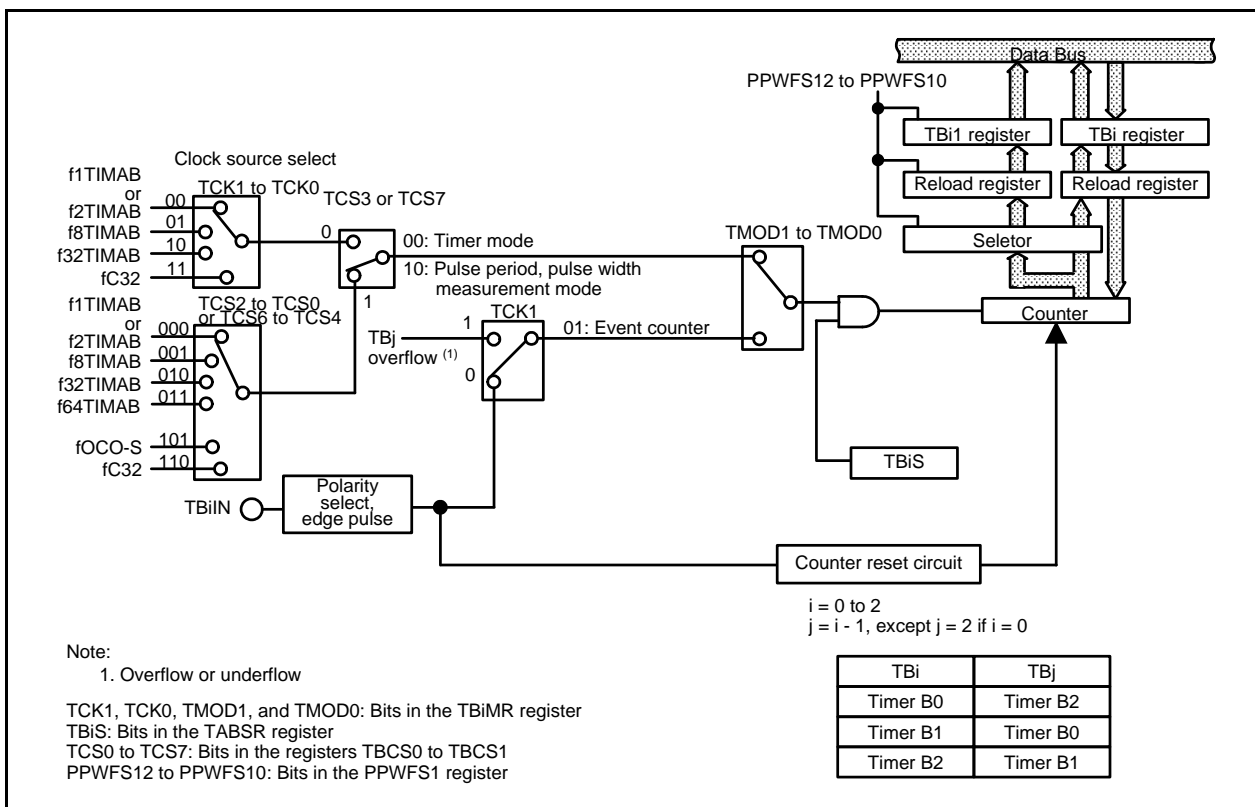 Data Bus
PPWFS12 to PPWFS10
TBi1 register
TBi register
Reload register
Reload register
Seletor
Counter
Clock source select
f1TIMAB
or
f2TIMAB
f8TIMAB
f32TIMAB
fC32
00
01
10
11
TCK1 to TCK0
TCS3 or TCS7
0
1
00: Timer mode
10: Pulse period, pulse width
measurement mode
TMOD1 to TMOD0
f1TIMAB
or
f2TIMAB
f8TIMAB
f32TIMAB
f64TIMAB
fOCO-S
fC32
TCS2 to TCS0
or TCS6 to TCS4
000
001
010
011
101
110
TCK1
1
TBj
overflow (1)
0
01: Event counter
TBiS
TBiIN
Polarity
select,
edge pulse
Counter reset circuit
i = 0 to 2
j = i - 1, except j = 2 if i = 0
Note:
1. Overflow or underflow
TCK1, TCK0, TMOD1, and TMOD0: Bits in the TBiMR register
TBiS: Bits in the TABSR register
TCS0 to TCS7: Bits in the registers TBCS0 to TBCS1
PPWFS12 to PPWFS10: Bits in the PPWFS1 register
TBi TBj
Timer B0 Timer B2
Timer B1 Timer B0
Timer B2 Timer B1